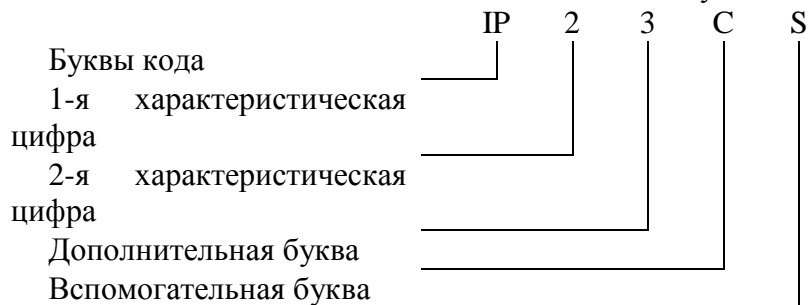 IP 2 3 C S
Буквы кода
1-я характеристическая
цифра
2-я характеристическая
цифра
Дополнительная буква
Вспомогательная буква